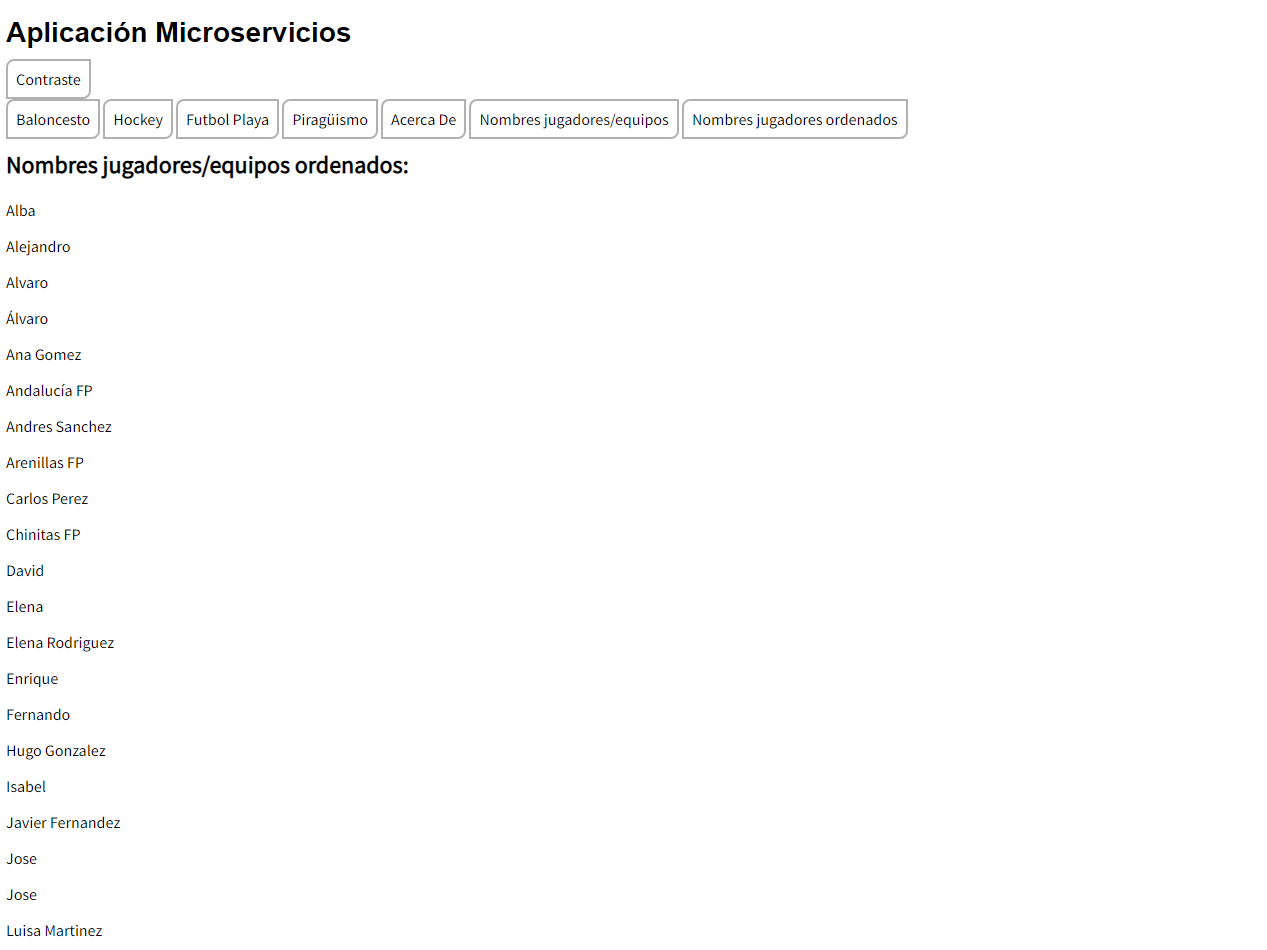 Aplicación Microservicios
Contraste
Baloncesto Hockey Futbol Playa Piragüismo Acerca De Nombres jugadores/equipos Nombres jugadores ordenados
Nombres jugadores/equipos ordenados:
Alba
Alejandro
Alvaro
Álvaro
Ana Gomez
Andalucía FP
Andres Sanchez
Arenillas FP
Carlos Perez
Chinitas FP
David
Elena
Elena Rodriguez
Enrique
Fernando
Hugo Gonzalez
Isabel
Javier Fernandez
Jose
Jose
Luisa Martinez